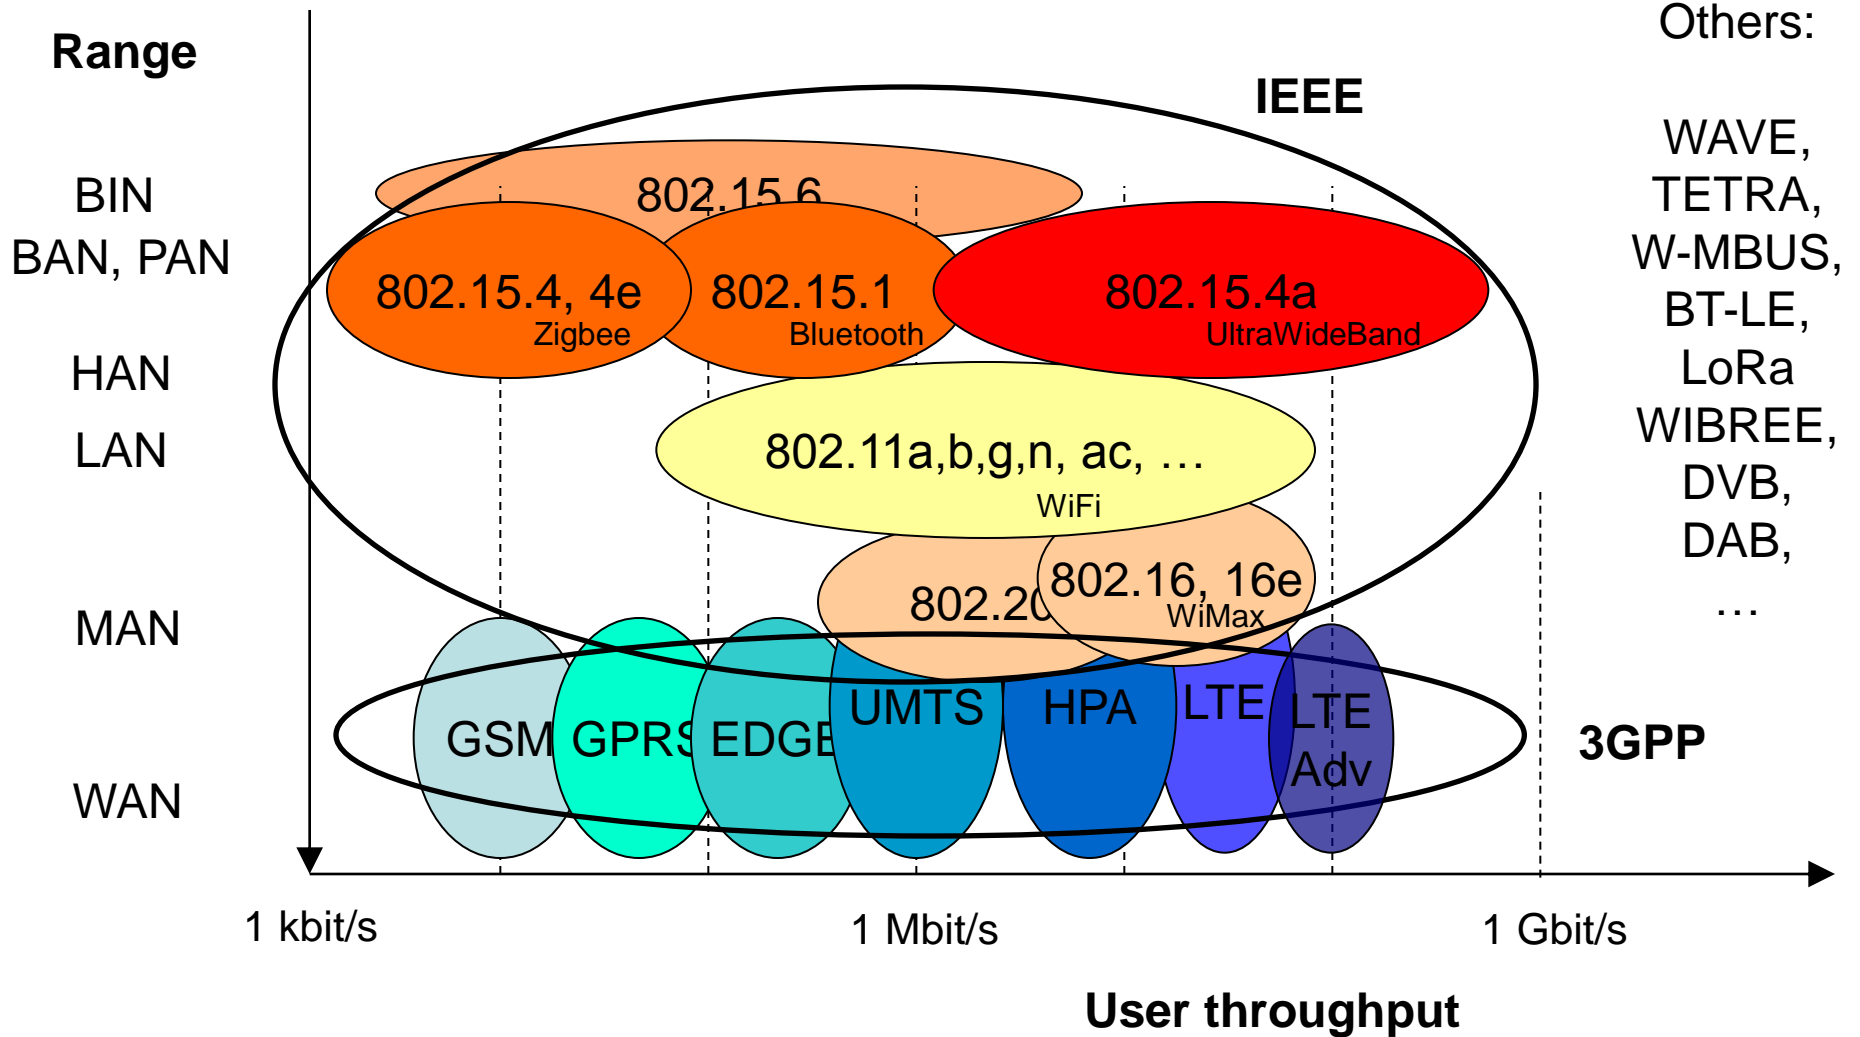 Others:
Range
IEEE
WAVE,
BIN
802.15.6
TETRA,
BAN, PAN
W-MBUS,
802.15.4, 4e
802.15.1
802.15.4a
BT-LE,
Zigbee
Bluetooth
UltraWideBand
HAN
LoRa
WIBREE,
LAN
802.11a,b,g,n, ac, …
DVB,
WiFi
DAB,
802.16, 16e
802.20
WiMax
…
MAN
UMTS
HPA
LTE
LTE
Adv
GSM
GPRS
EDGE
3GPP
WAN
1 kbit/s
1 Mbit/s
1 Gbit/s
User throughput